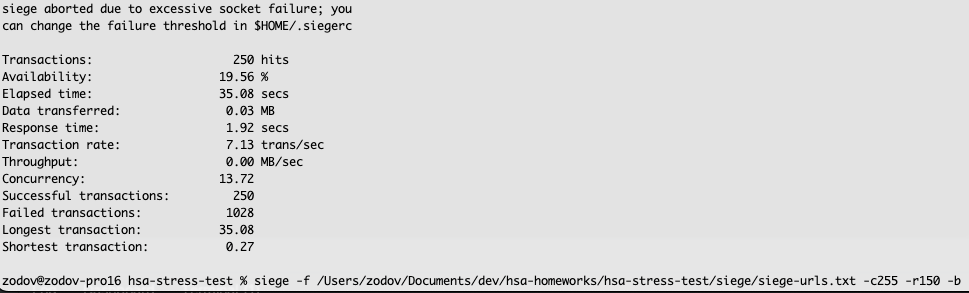 siege aborted due to excessive socket failure; you
can change the failure threshold in $HOME/.siegerc
Transactions: 250 hits
Availability: 19.56 %
Elapsed time: 35.08 secs
Data transferred: 0.03 MB
Response time: 1.92 secs
Transaction rate: 7.13 trans/sec
Throughput: 0.00 MB/sec
Concurrency: 13.72
Successful transactions: 250
Failed transactions: 1028
Longest transaction: 35.08
Shortest transaction: 0.27
zodov@zodov-pro16 hsa-stress-test % siege -f /Users/zodov/Documents/dev/hsa-homeworks/hsa-stress-test/siege/siege-urls.txt -c255 -r150 -b